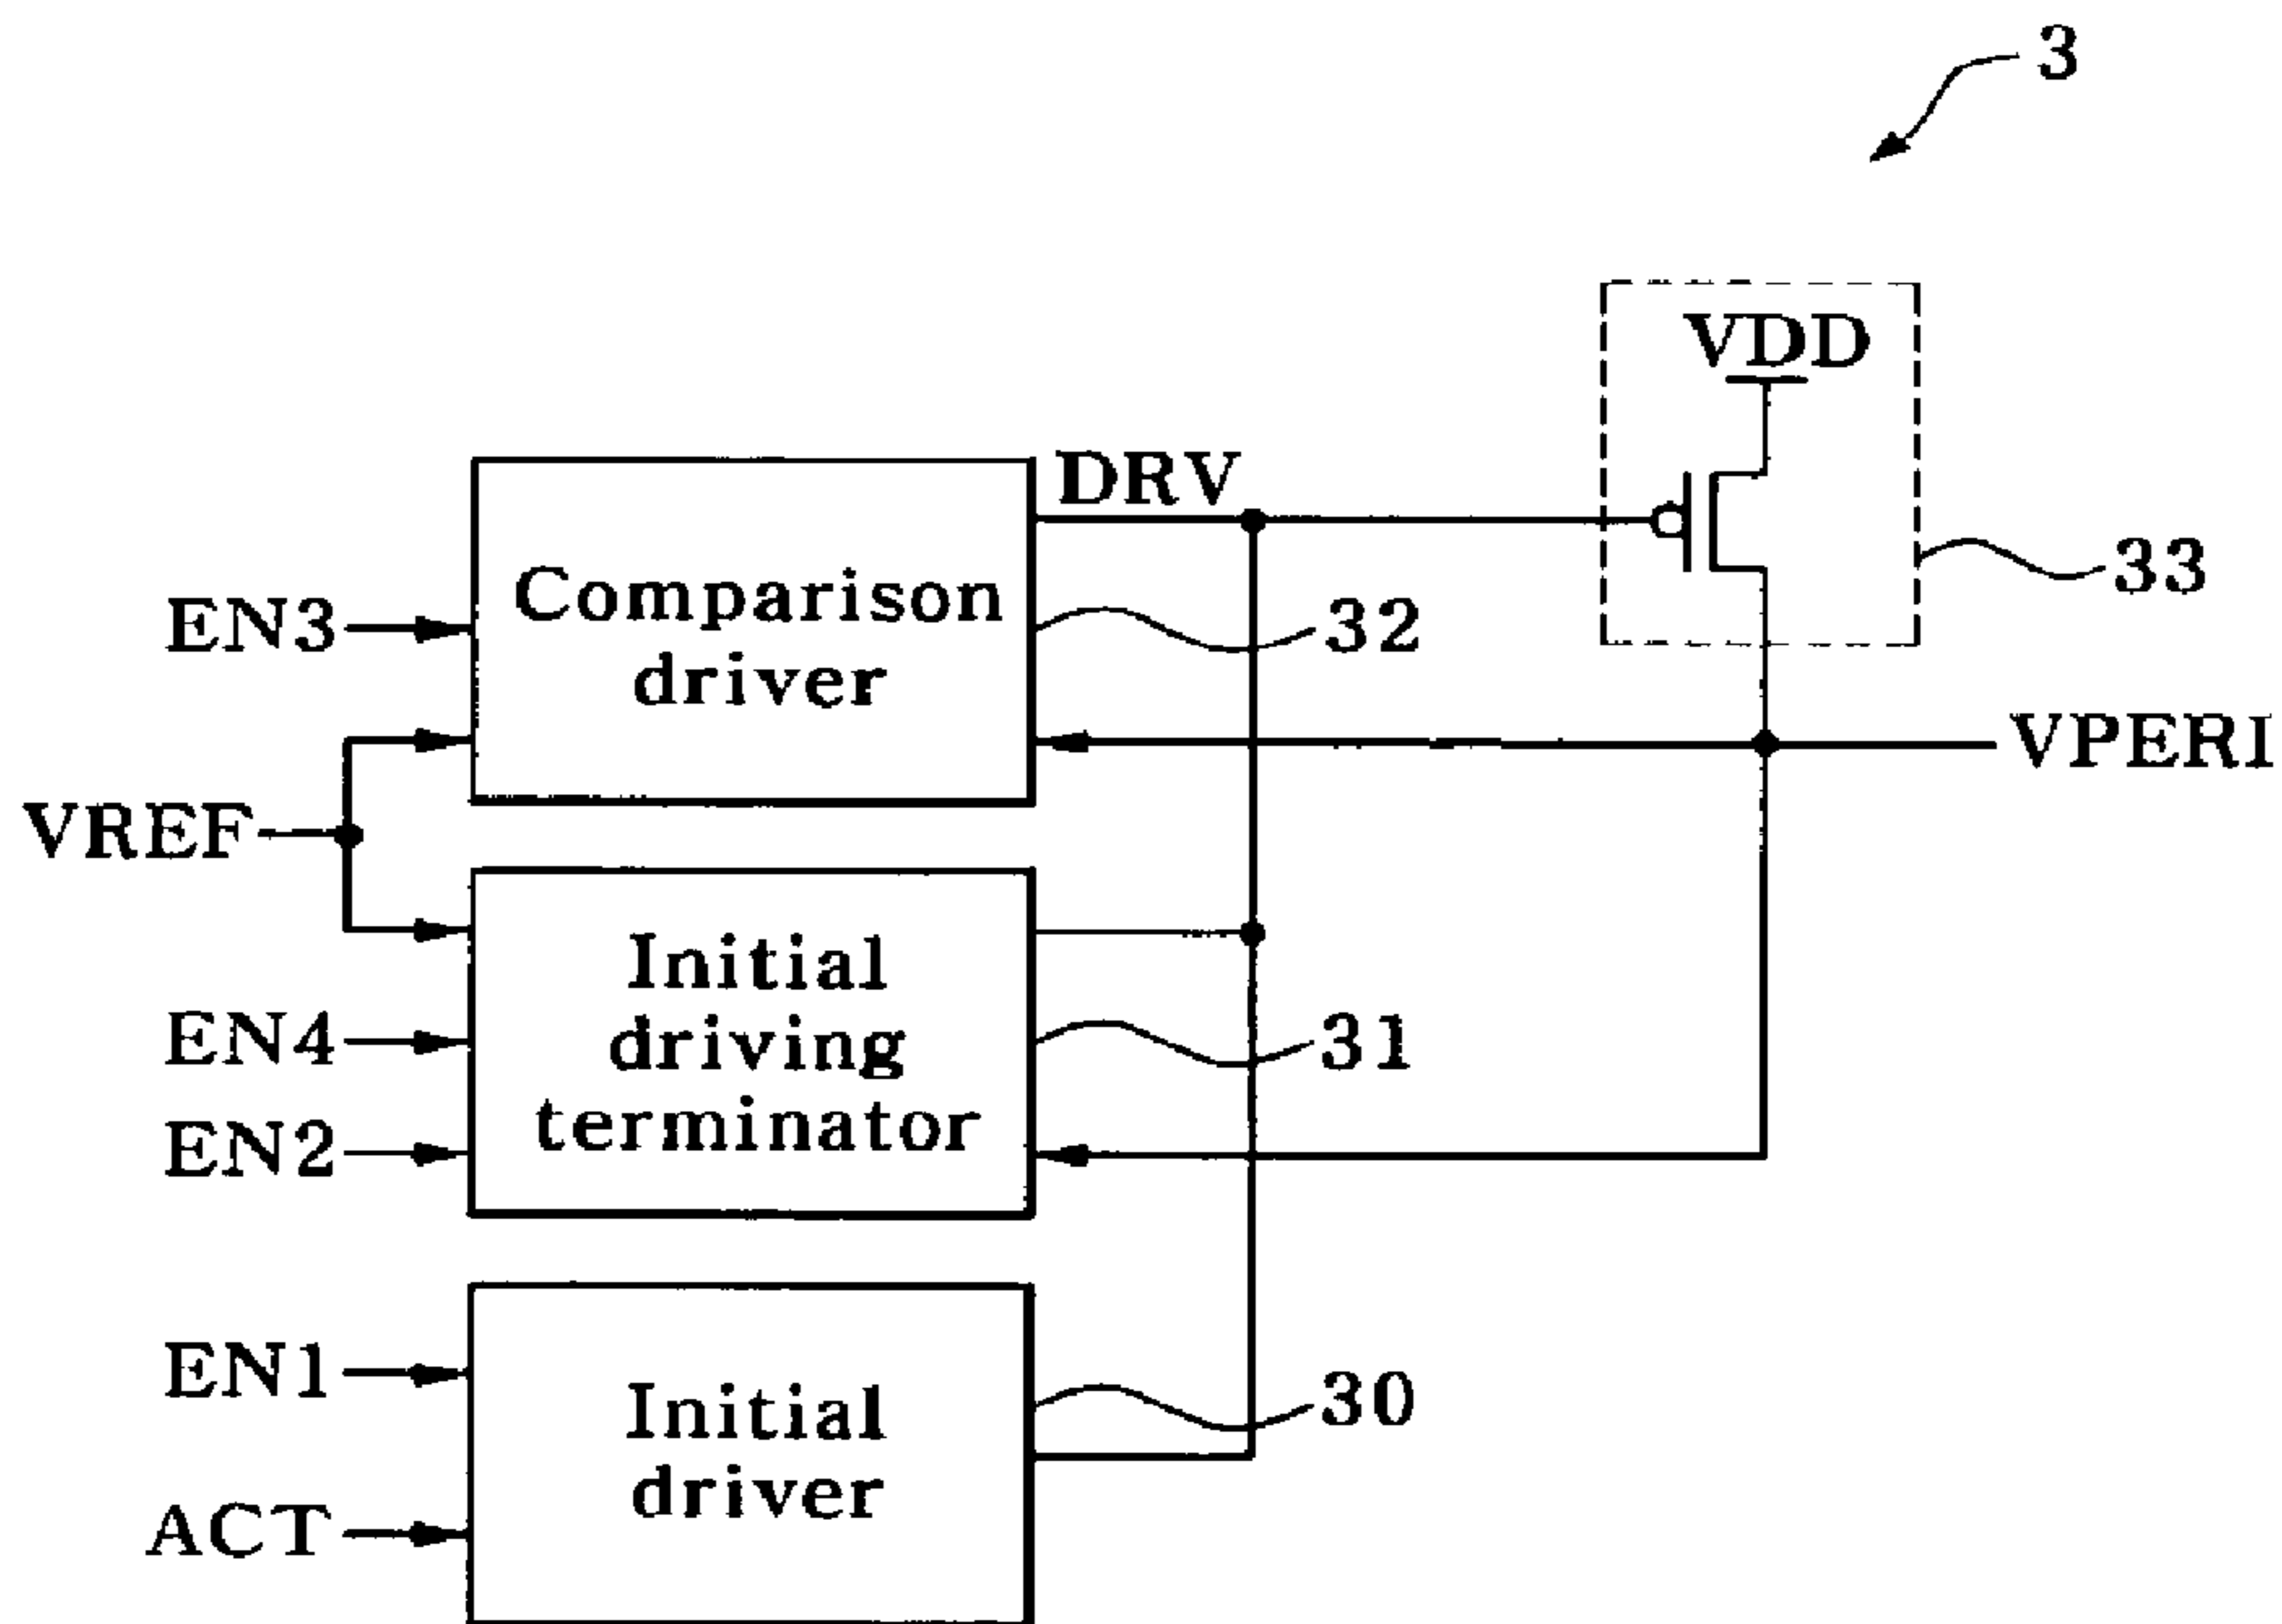 3
VDD
DRV
33
EN3
Comparison
driver
32
VPERI
VREF
Initial
driving
terminator
EN4
31
EN2
EN1
30
Initial
driver
ACT